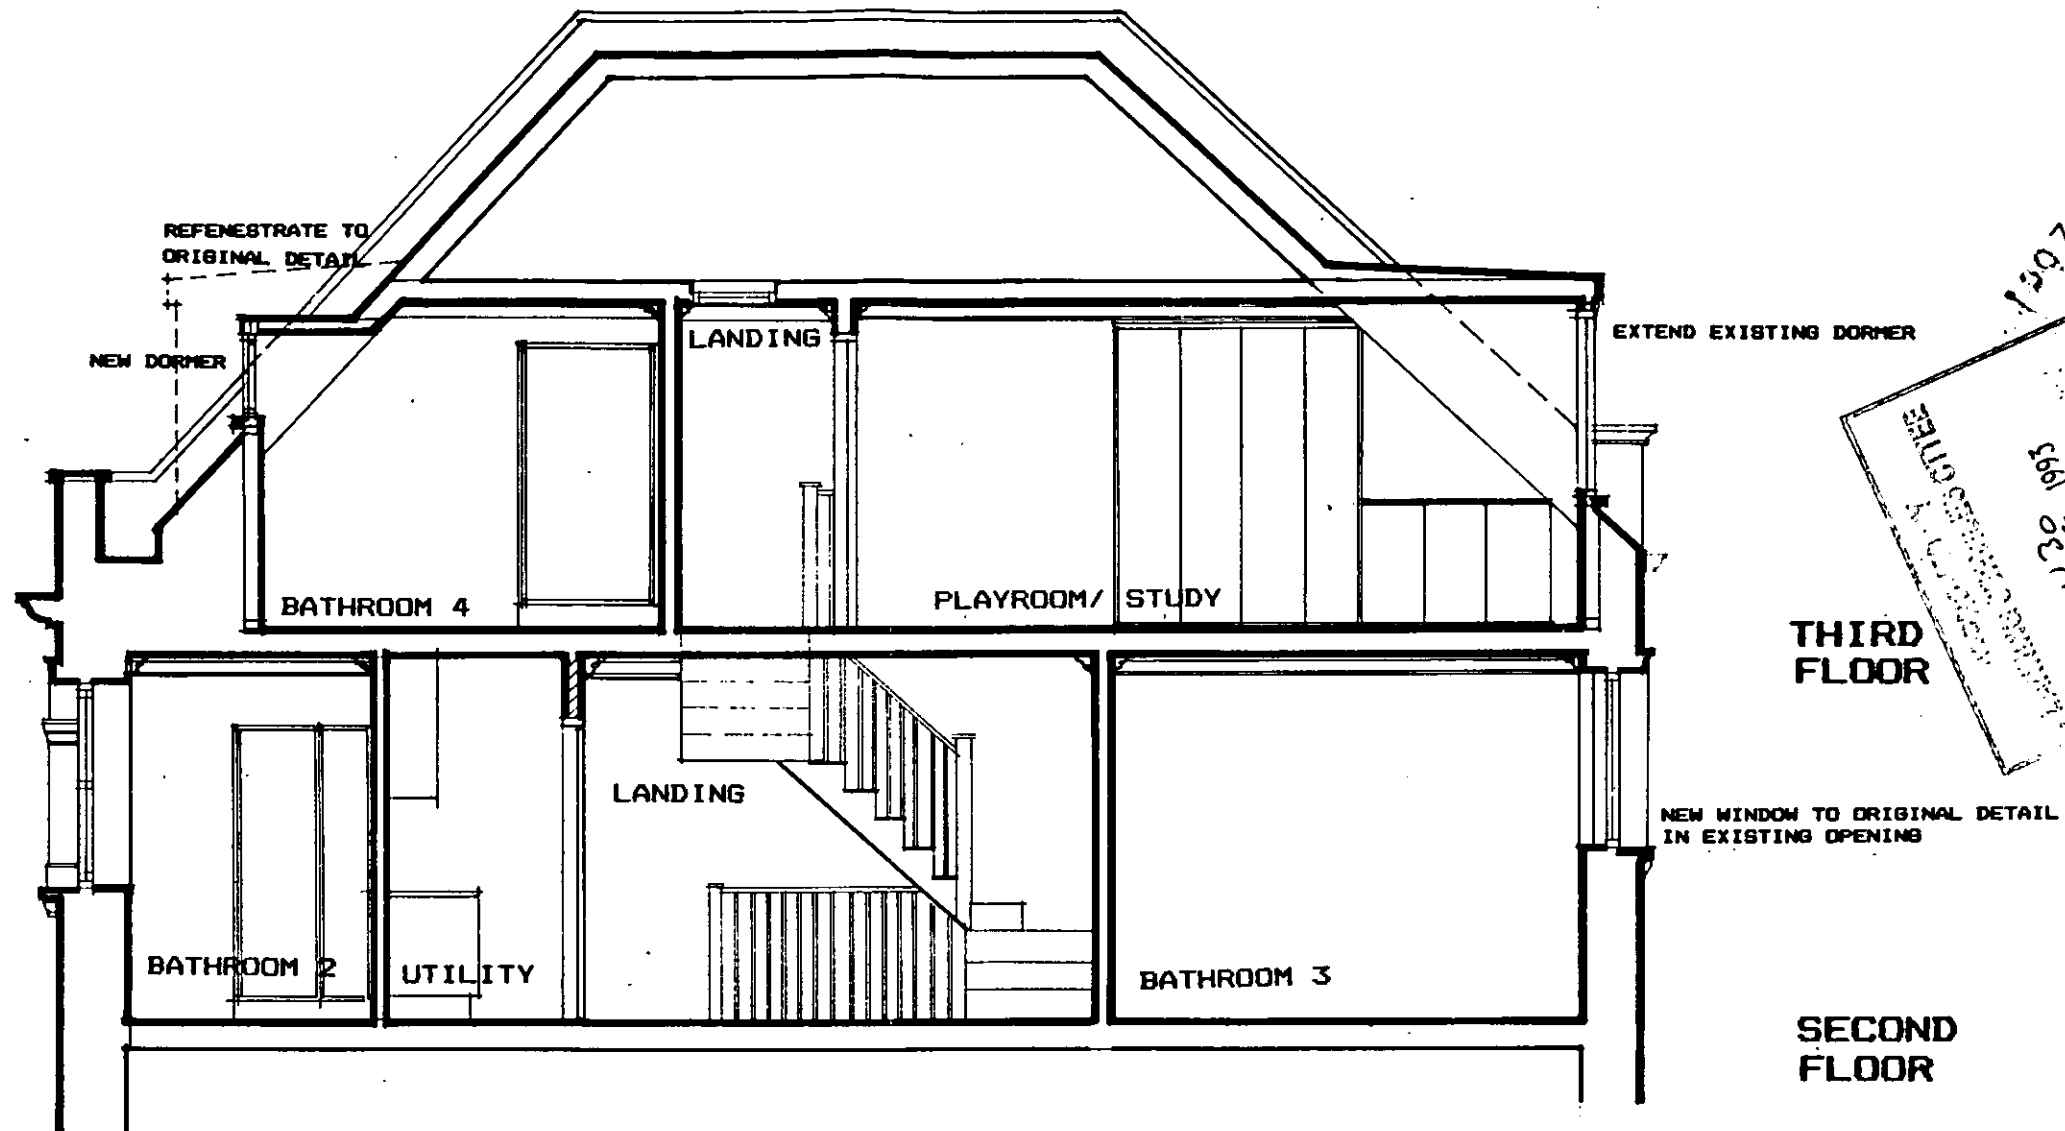 REFENESTRATE TO
ORIGINAL DETAIL
NEW DORMER
LANDING
EXTEND EXISTING DORMER
BATHROOM 4
PLAYROOM/ STUDY
THIRD
FLOOR
LANDING
NEW WINDOW TO ORIGINAL DETAIL
IN EXISTING OPENING
BATHROOM 2
UTILITY
BATHROOM 3
SECOND
FLOOR
30
1993